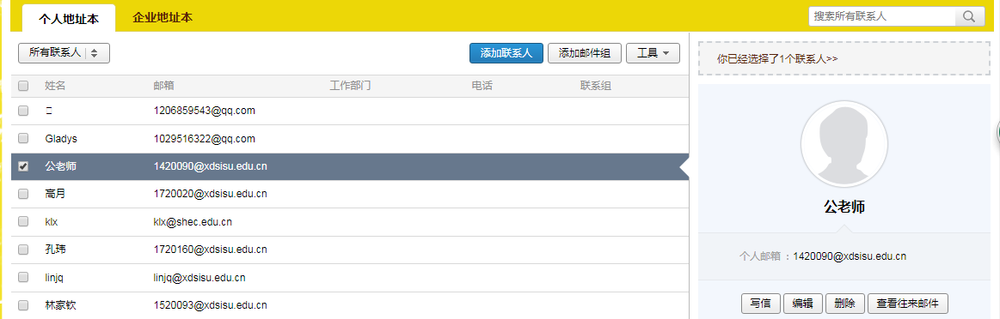 个人地址本 企业地址本 搜索所有联系人
所有联系人 添加联系人 添加邮件组 工具
你已经选择了1个联系人>>
姓名 邮箱 工作部门 电话 联系组
1206859543@qq.com
Gladys 1029516322@qq.com
公老师 1420090@xdsisu.edu.cn
高月 1720020@xdsisu.edu.cn
klx klx@shec.edu.cn
孔玮 1720160@xdsisu.edu.cn
linjq linjq@xdsisu.edu.cn
林家钦 1520093@xdsisu.edu.cn
公老师
个人邮箱 : 1420090@xdsisu.edu.cn
写信 编辑 删除 查看往来邮件